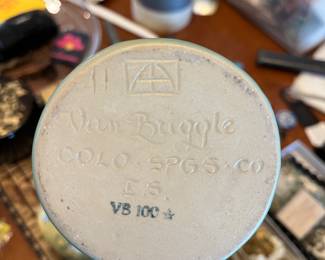 Van Briggle
COLO · SPGS · CO
I S
VB 100